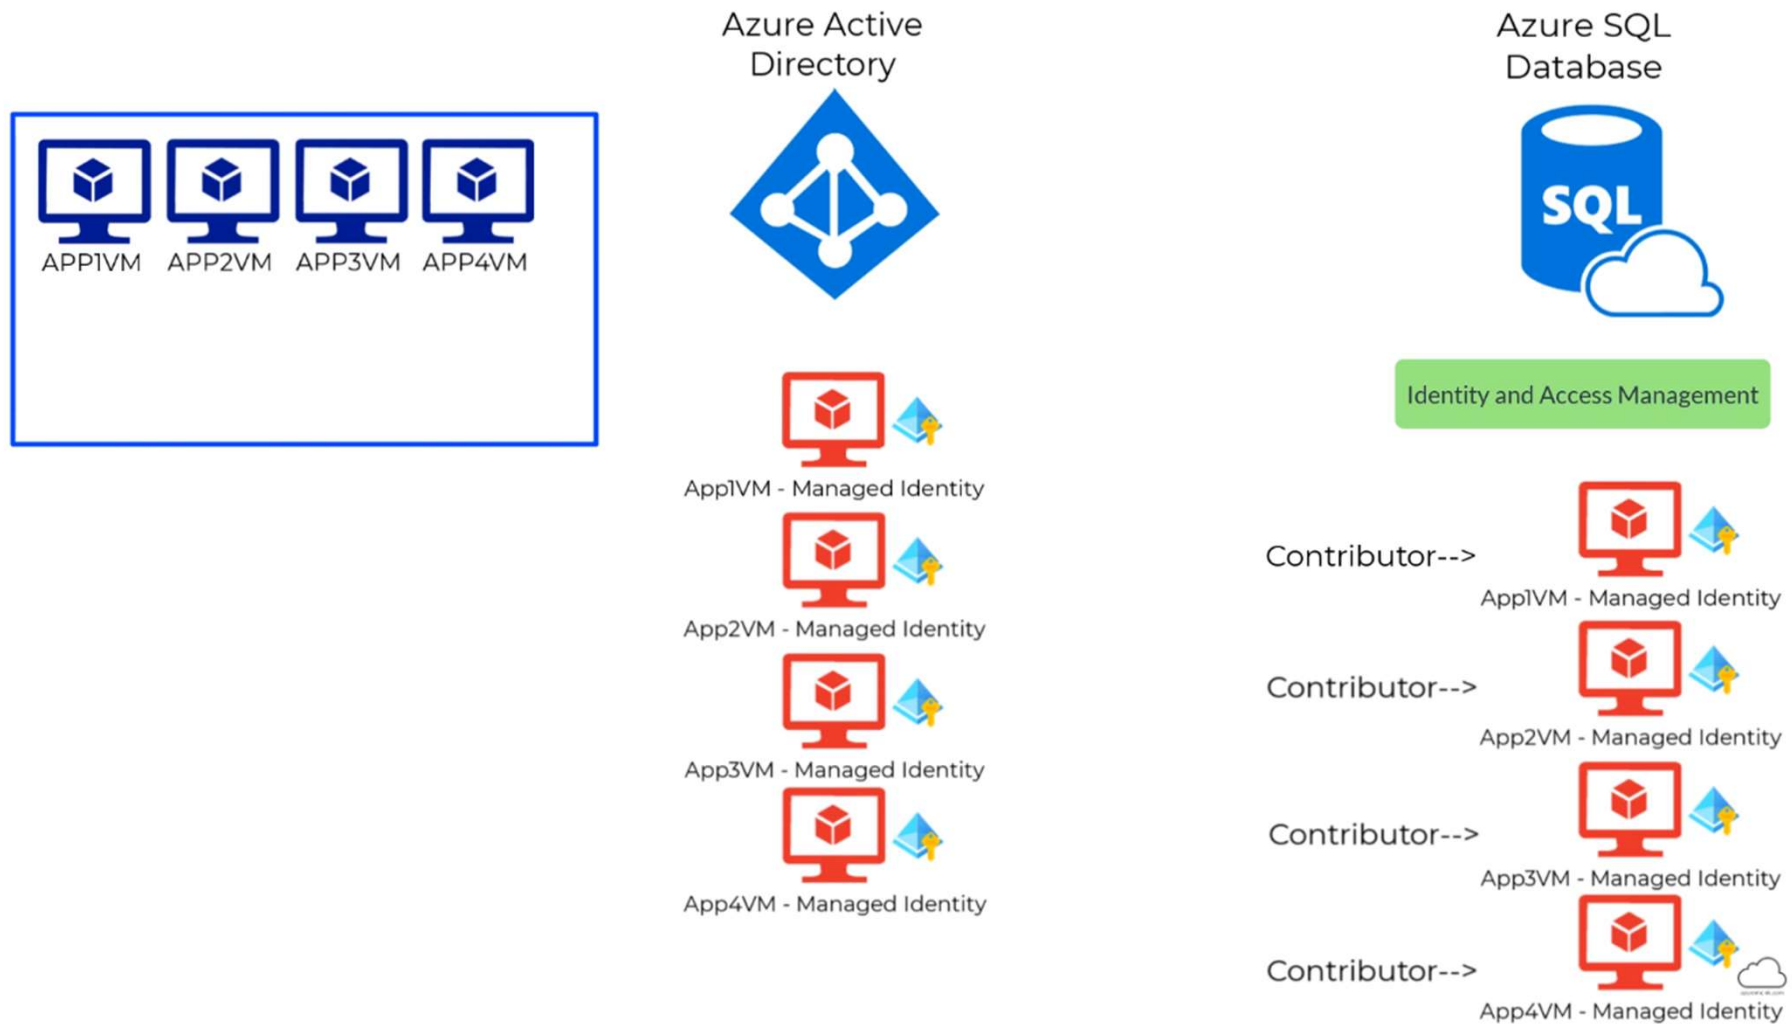 Azure Active
Directory
Azure SQL
Database
APP1VM
APP2VM
APP3VM
APP4VM
SQL
Identity and Access Management
App1VM - Managed Identity
App2VM - Managed Identity
App3VM - Managed Identity
App4VM - Managed Identity
Contributor-->
App1VM - Managed Identity
Contributor-->
App2VM - Managed Identity
Contributor-->
App3VM - Managed Identity
Contributor-->
App4VM - Managed Identity